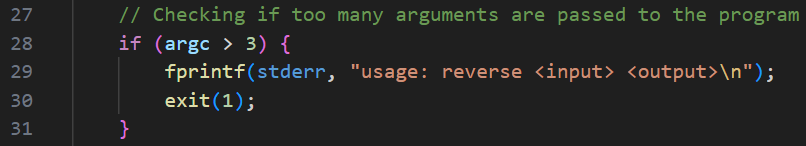 27 // Checking if too many arguments are passed to the program
28 if (argc > 3) {
29 fprintf(stderr, "usage: reverse <input> <output>\n");
30 exit(1);
31 }